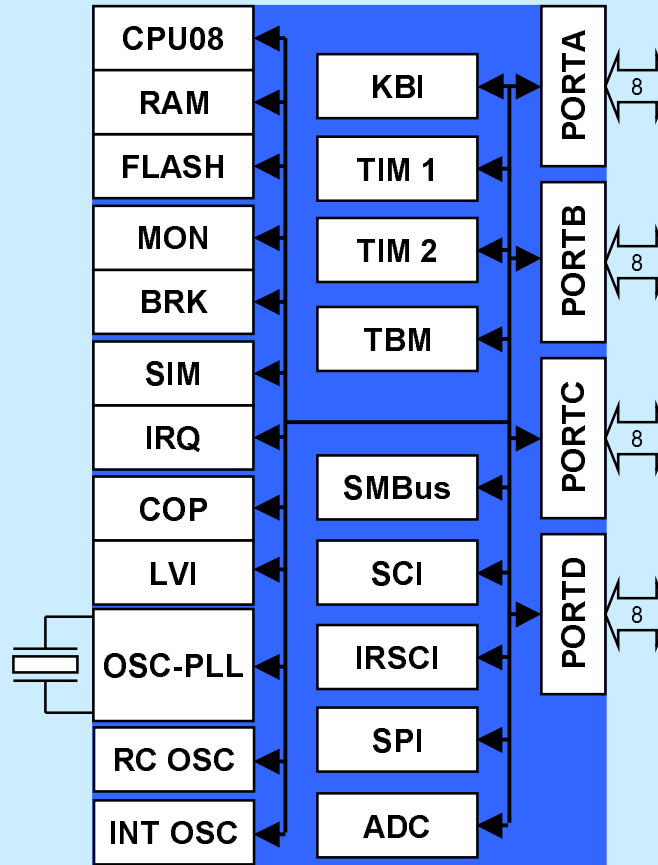 CPU08
RAM
FLASH
MON
BRK
SIM
IRQ
COP
LVI
OSC-PLL
RC OSC
INT OSC
KBI
TIM 1
TIM 2
TBM
SMBus
SCI
IRSCI
SPI
ADC
PORTA
8
PORTB
8
PORTC
8
PORTD
8